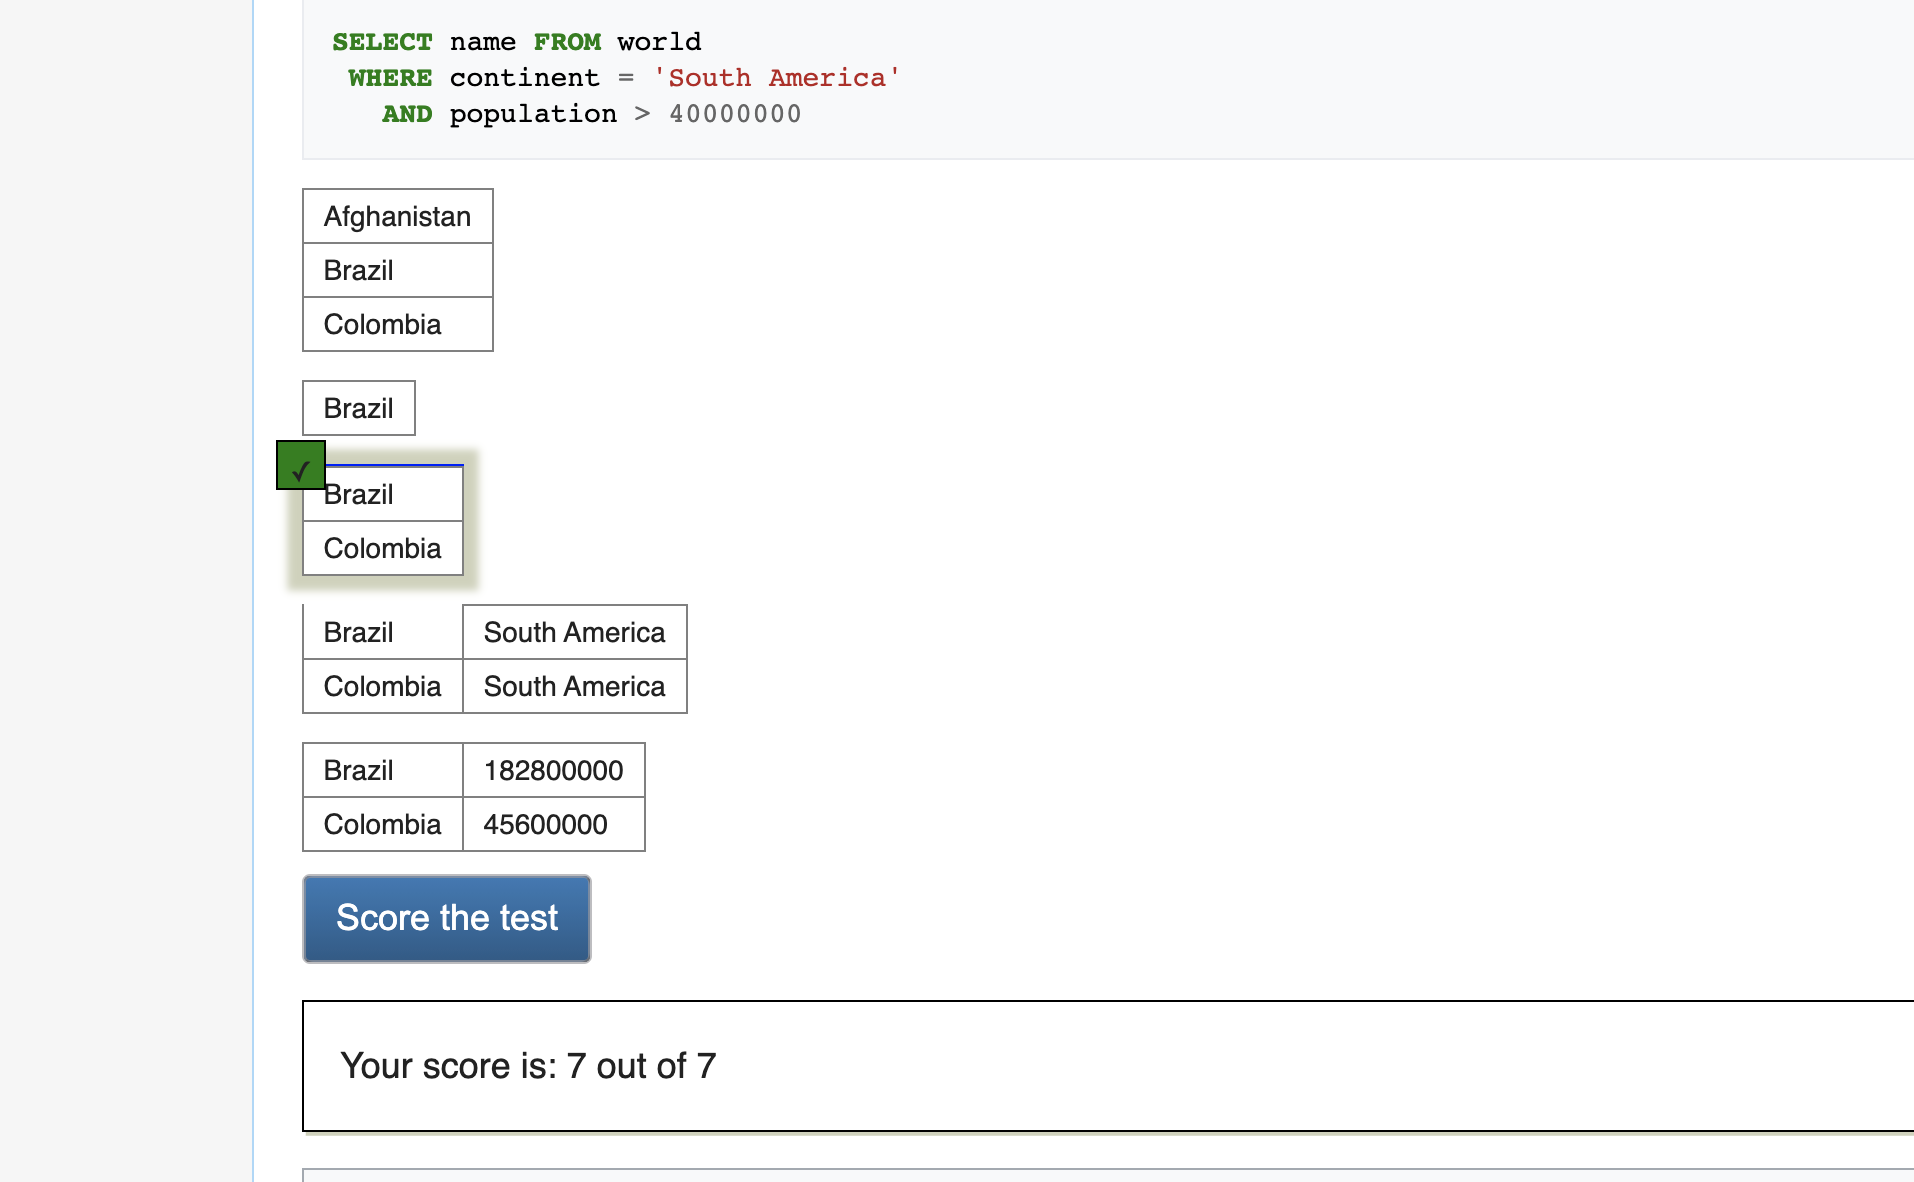 SELECT name FROM world
WHERE continent = 'South America'
AND population > 40000000
Afghanistan
Brazil
Colombia
Brazil
✓
Brazil
Colombia
Brazil South America
Colombia South America
Brazil 182800000
Colombia 45600000
Score the test
Your score is: 7 out of 7